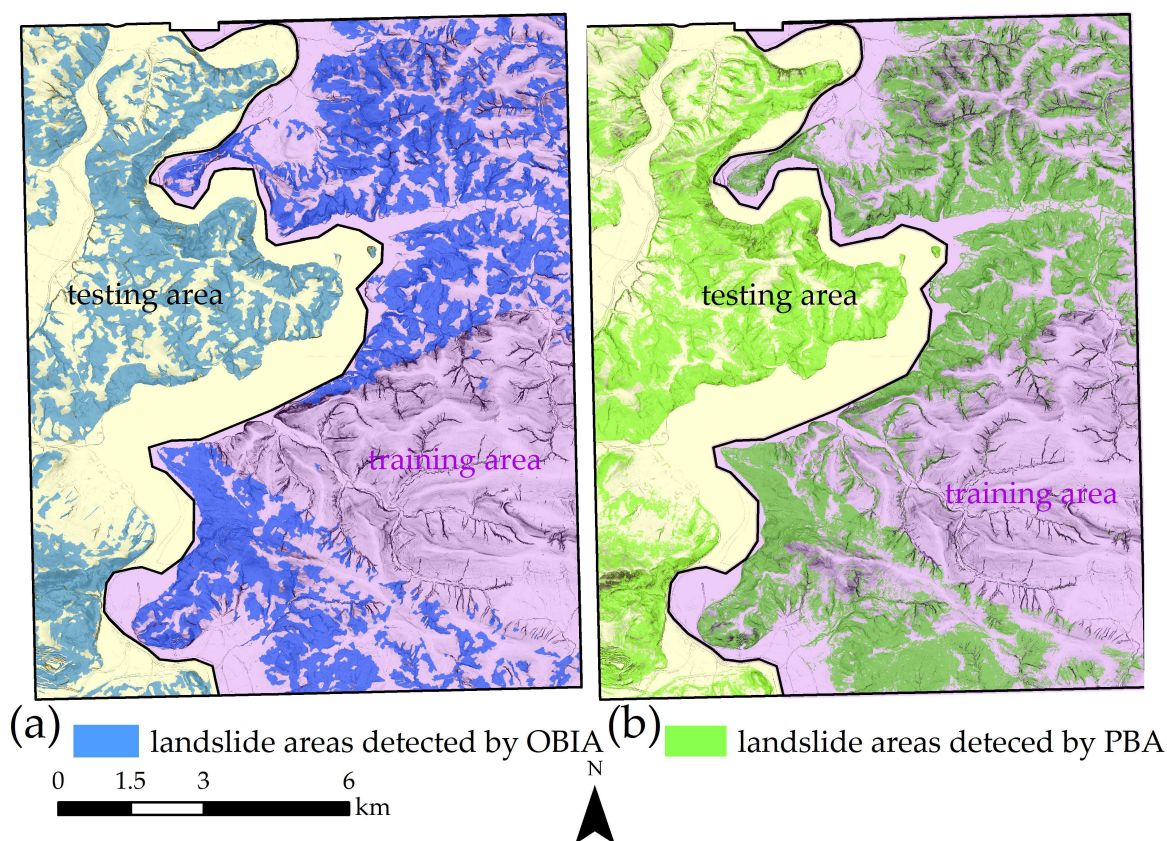 testing area
training area
testing area
training area
(a) landslide areas detected by OBIA
(b) landslide areas deteced by PBA
0 1.5 3 6 km
N